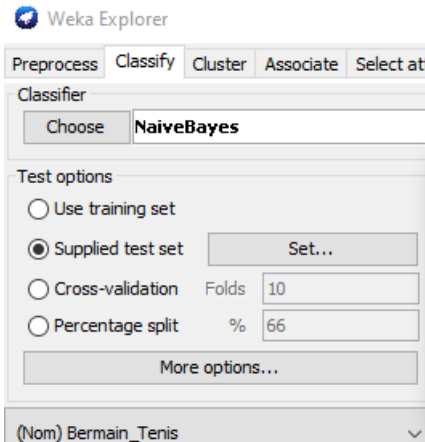 Weka Explorer
Preprocess Classify Cluster Associate Select at
Classifier
Choose NaiveBayes
Test options
Use training set
Supplied test set Set...
Cross-validation Folds 10
Percentage split % 66
More options...
(Nom) Bermain_Tenis